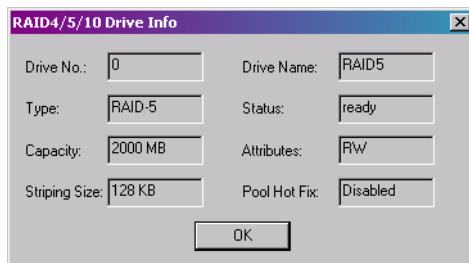 RAID4/5/10 Drive Info
Drive No.: 0 Drive Name: RAID5
Type: RAID-5 Status: ready
Capacity: 2000 MB Attributes: RW
Striping Size: 128 KB Pool Hot Fix: Disabled
OK